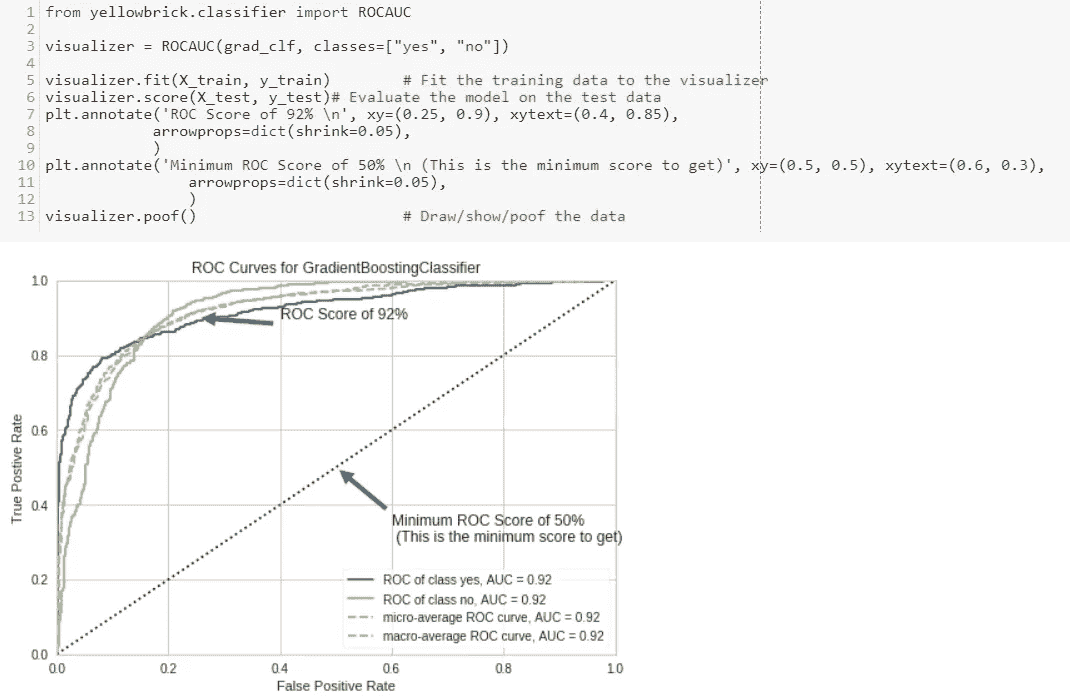 1 from yellowbrick.classifier import ROCAUC
2
3 visualizer = ROCAUC(grad_clf, classes=["yes", "no"])
4
5 visualizer.fit(X_train, y_train)        # Fit the training data to the visualizer
6 visualizer.score(X_test, y_test)# Evaluate the model on the test data
7 plt.annotate('ROC Score of 92% \n', xy=(0.25, 0.9), xytext=(0.4, 0.85),
8             arrowprops=dict(shrink=0.05),
9             )
10 plt.annotate('Minimum ROC Score of 50% \n (This is the minimum score to get)', xy=(0.5, 0.5), xytext=(0.6, 0.3),
11                 arrowprops=dict(shrink=0.05),
12                 )
13 visualizer.poof()                       # Draw/show/poof the data
ROC Curves for GradientBoostingClassifier
1.0
ROC Score of 92%
0.8
0.6
True Postive Rate
0.4
Minimum ROC Score of 50%
(This is the minimum score to get)
0.2
ROC of class yes, AUC = 0.92
ROC of class no, AUC = 0.92
micro-average ROC curve, AUC = 0.92
macro-average ROC curve, AUC = 0.92
0.0
0.0 0.2 0.4 0.6 0.8 1.0
False Positive Rate